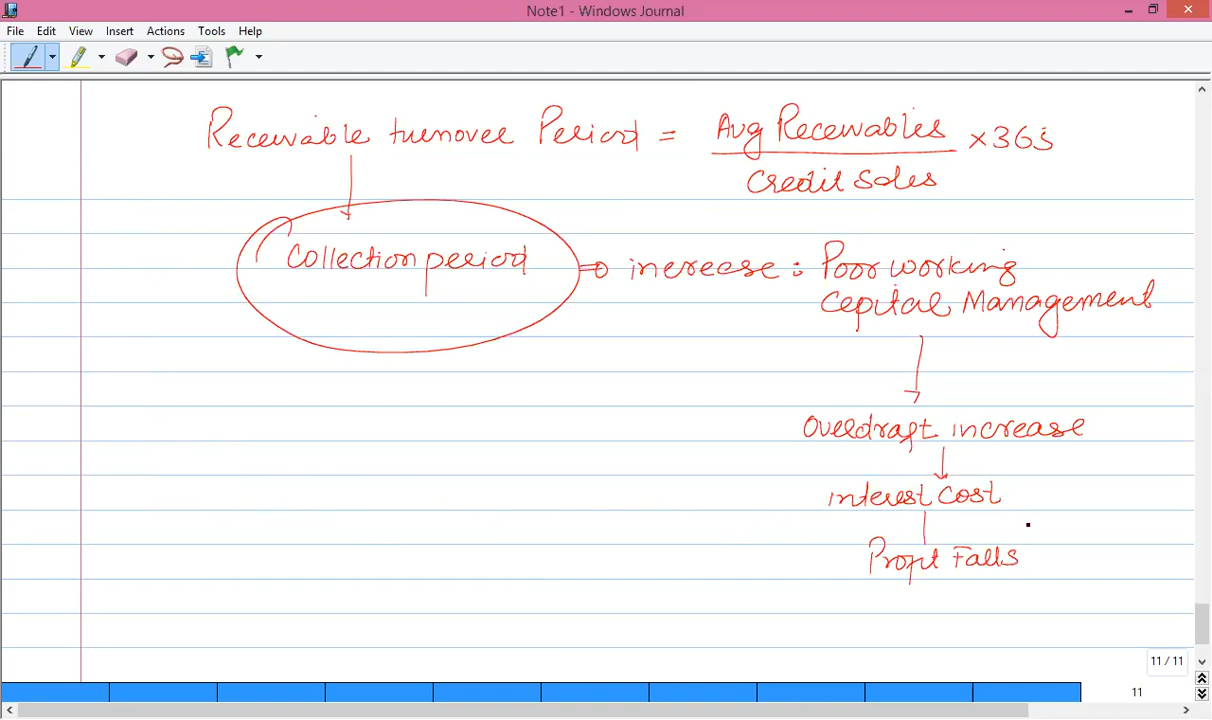 Note1 - Windows Journal
File Edit View Insert Actions Tools Help
Receivable turnover Period = Avg Receivables × 365
Credit Sales
Collection period ⇒ increase : Poor working
Capital Management
Overdraft increase
interest Cost
Profit Falls
11 / 11
11